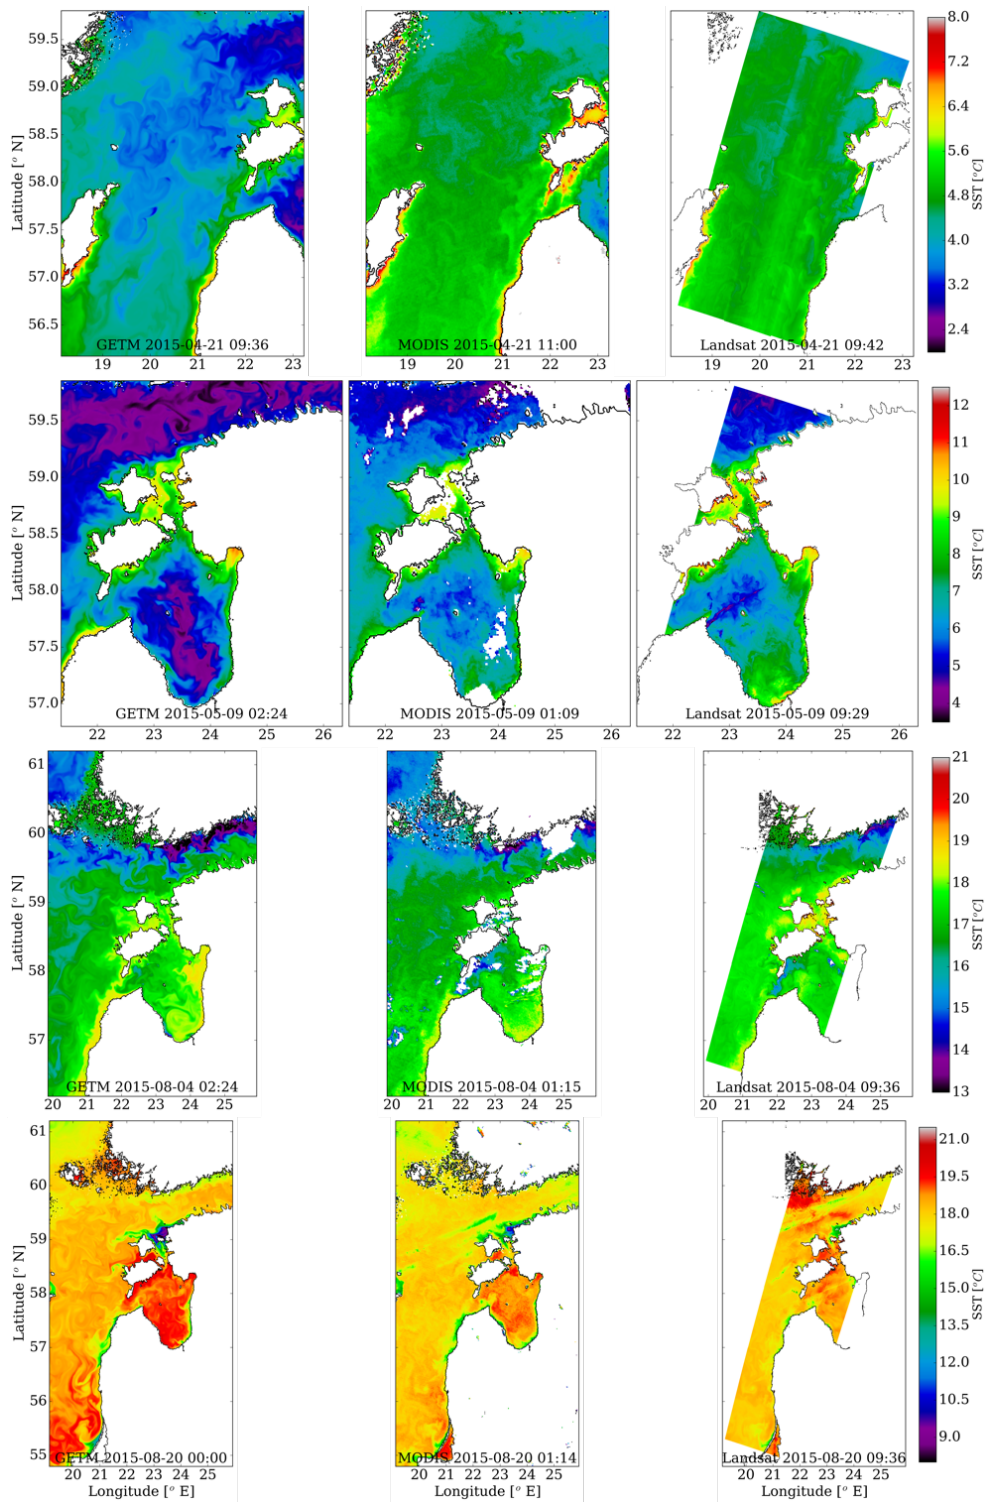 59.5
59.0
58.5
58.0
57.5
57.0
56.5
Latitude [° N]
GETM 2015-04-21 09:36
19 20 21 22 23
MODIS 2015-04-21 11:00
19 20 21 22 23
Landsat 2015-04-21 09:42
19 20 21 22 23
8.0
7.2
6.4
5.6
4.8
4.0
3.2
2.4
SST [°C]
59.5
59.0
58.5
58.0
57.5
57.0
Latitude [° N]
GETM 2015-05-09 02:24
22 23 24 25 26
MODIS 2015-05-09 01:09
22 23 24 25 26
Landsat 2015-05-09 09:29
22 23 24 25 26
12
11
10
9
8
7
6
5
4
SST [°C]
61
60
59
58
57
Latitude [° N]
GETM 2015-08-04 02:24
20 21 22 23 24 25
MODIS 2015-08-04 01:15
20 21 22 23 24 25
Landsat 2015-08-04 09:36
20 21 22 23 24 25
21
20
19
18
17
16
15
14
13
SST [°C]
61
60
59
58
57
56
55
Latitude [° N]
GETM 2015-08-20 00:00
20 21 22 23 24 25
Longitude [° E]
MODIS 2015-08-20 01:14
20 21 22 23 24 25
Longitude [° E]
Landsat 2015-08-20 09:36
20 21 22 23 24 25
Longitude [° E]
21.0
19.5
18.0
16.5
15.0
13.5
12.0
10.5
9.0
SST [°C]